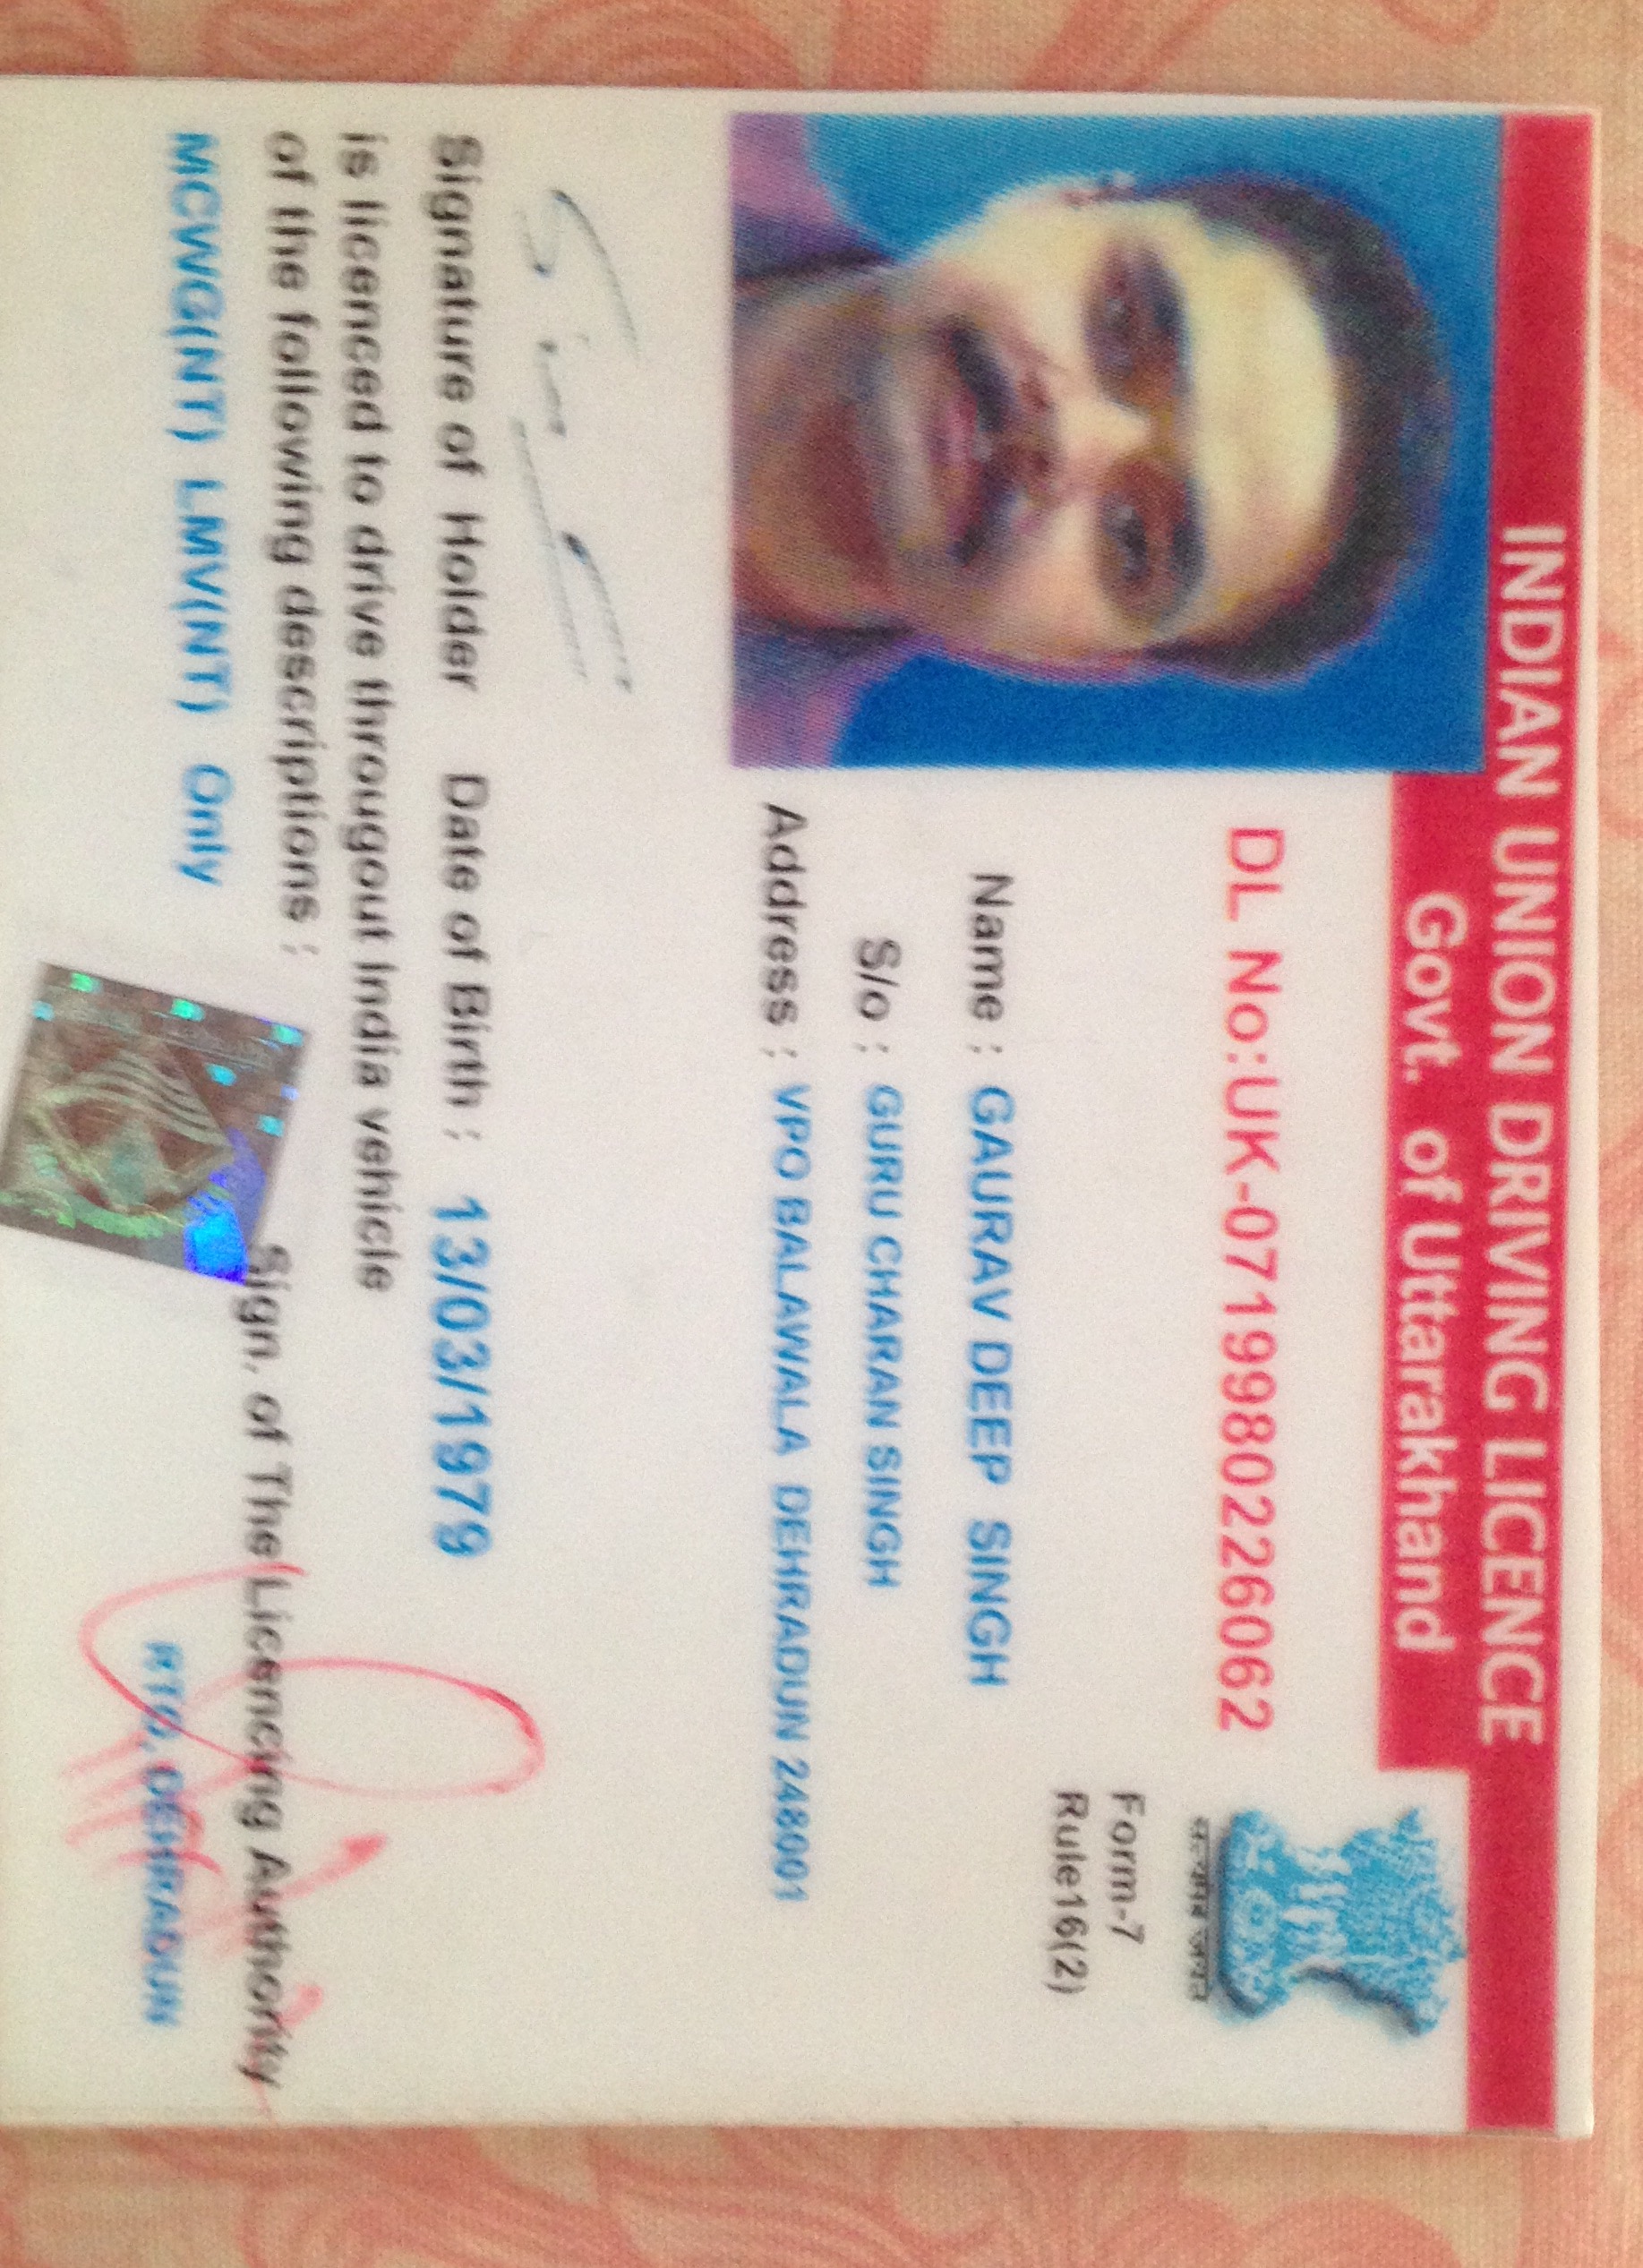 INDIAN UNION DRIVING LICENCE
Govt. of Uttarakhand
DL No:UK-0719980226062
सत्यमेव जयते
Form-7
Rule16(2)
Name : GAURAV DEEP SINGH
S/o : GURU CHARAN SINGH
Address : VPO BALAWALA DEHRADUN 248001
Signature of Holder Date of Birth : 13/03/1979
is licenced to drive througout India vehicle
of the following descriptions :
MCWG(NT) LMV(NT) Only
Sign. of The Licencing Authority
RTO, DEHRADUN